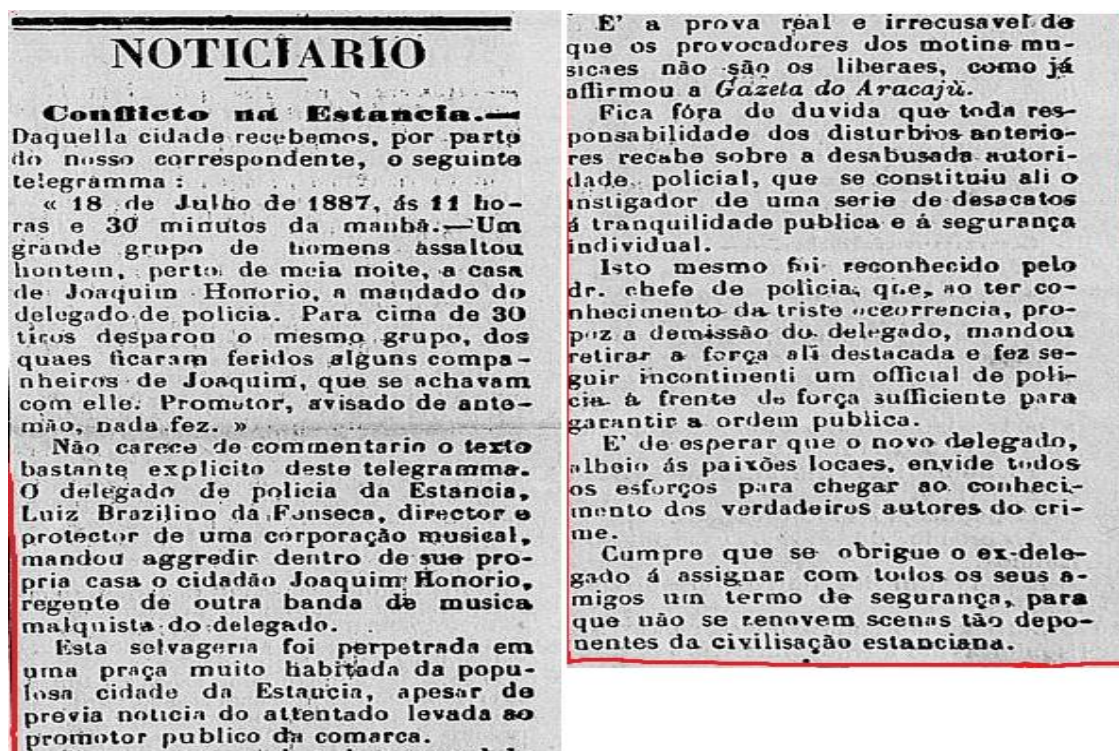 NOTICIARIO
Conflicto na Estancia.—
Daquella cidade recebemos, por parte
do nosso correspondente, o seguinte
telegramma :
« 18 de Julho de 1887, ás 11 ho-
ras e 30 minutos da manhã.—Um
grande grupo de homens assaltou
hontem, perto de meia noite, a casa
de Joaquim Honorio, a mandado do
delegado de policia. Para cima de 30
tiros desparou o mesmo grupo, dos
quaes ficaram feridos alguns compa-
nheiros de Joaquim, que se achavam
com elle. Promotor, avisado de ante-
mão, nada fez. »
Não carece de commentario o texto
bastante explicito deste telegramma.
O delegado de policia da Estancia,
Luiz Brazilino da Fonseca, director e
protector de uma corporação musical,
mandou aggredir dentro de sue pro-
pria casa o cidadão Joaquim Honorio,
regente de outra banda de musica
malquista do delegado.
Esta selvageria foi perpetrada em
uma praça muito habitada da popu-
losa cidade da Estancia, apesar de
previa noticia do attentado levada ao
promotor publico da comarca.
E' a prova real e irrecusavel de
que os provocadores dos motins mu-
sicaes não são os liberaes, como já
affirmou a Gazeta do Aracajú.
Fica fóra de duvida que toda res-
ponsabilidade dos disturbios anterio-
res recabe sobre a desabusada autori-
dade policial, que se constituiu ali o
instigador de uma serie de desacatos
á tranquilidade publica e á segurança
individual.
Isto mesmo foi reconhecido pelo
dr. chefe de policia, que, ao ter co-
nhecimento da triste occorrencia, pro-
poz a demissão do delegado, mandou
retirar a força ali destacada e fez se-
guir incontinenti um official de poli-
cia á frente de força sufficiente para
garantir a ordem publica.
E' de esperar que o novo delegado,
alheio ás paixões locaes, envide todos
os esforços para chegar ao conheci-
mento dos verdadeiros autores do cri-
me.
Cumpre que se obrigue o ex-dele-
gado á assignar com todos os seus a-
migos um termo de segurança, para
que não se renovem scenas tão depo-
nentes da civilisação estanciana.